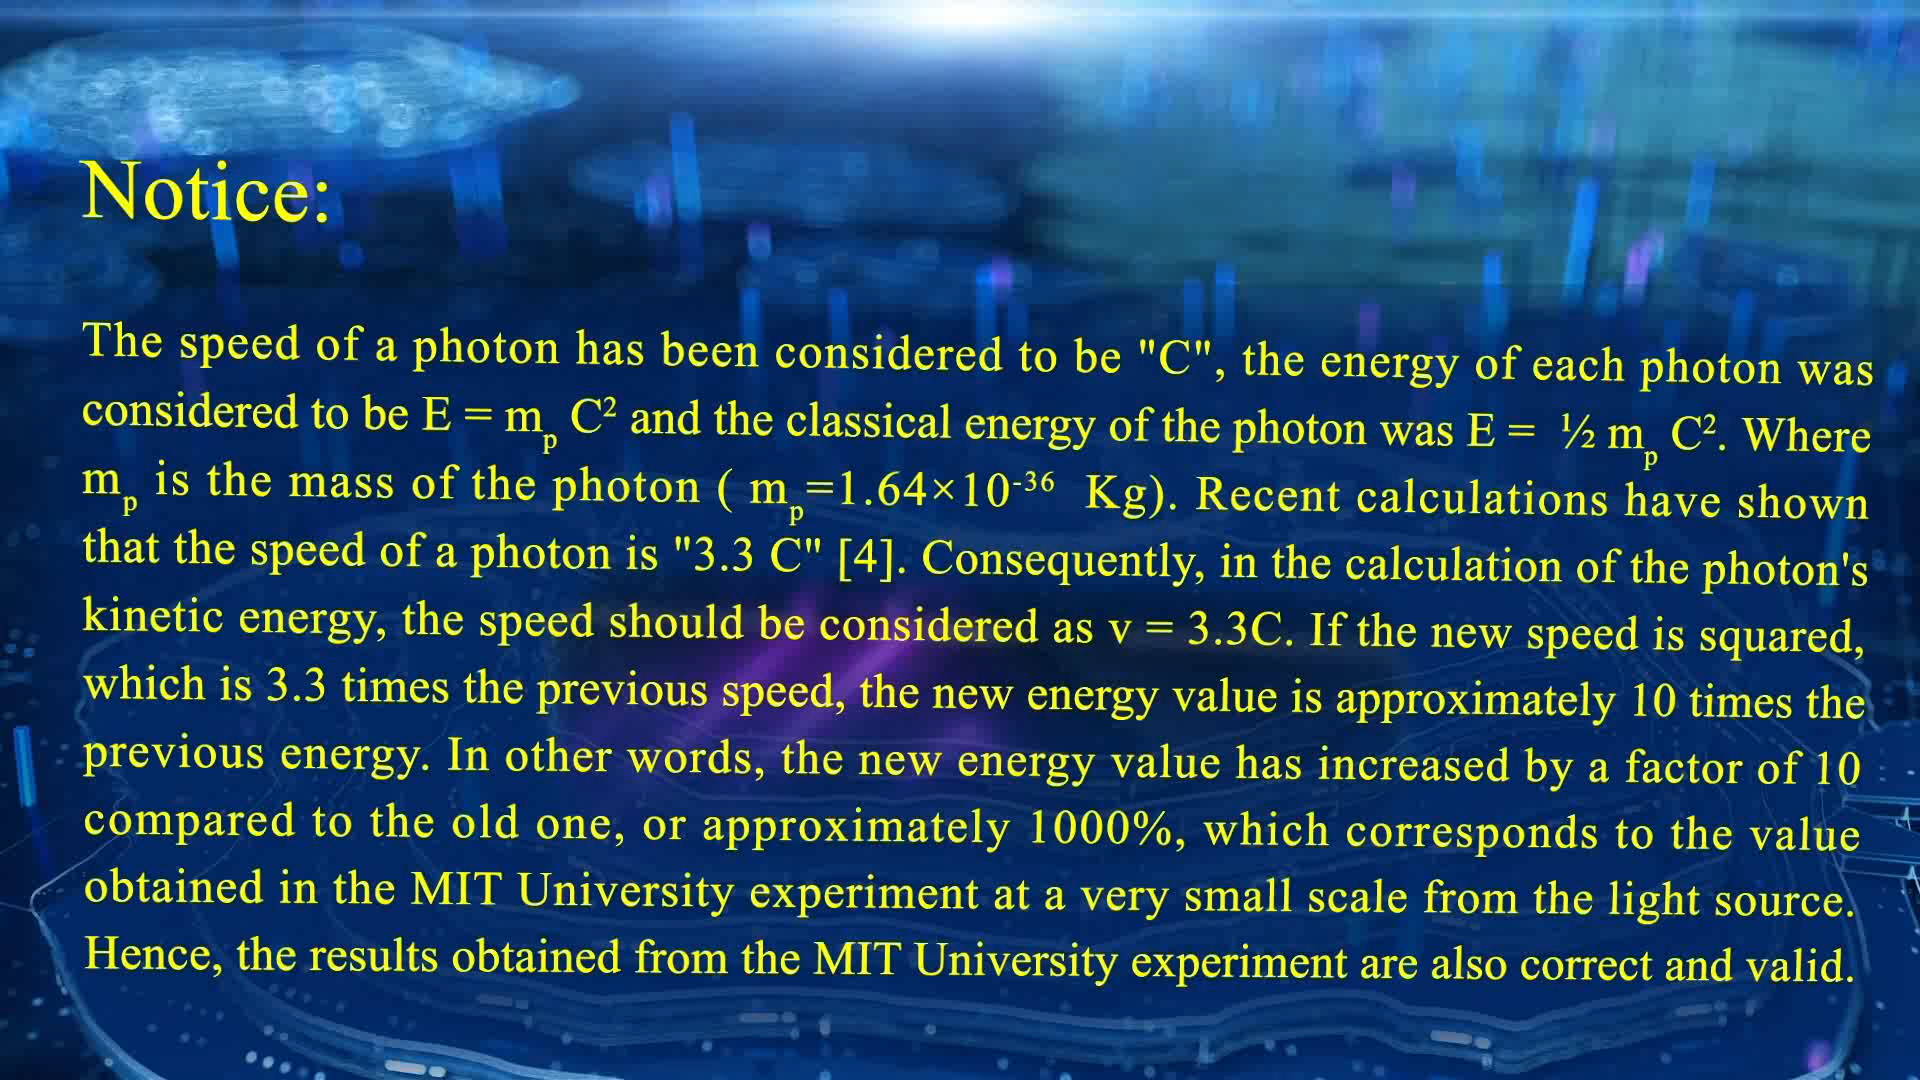 Notice:
The speed of a photon has been considered to be "C", the energy of each photon was
considered to be E = mₚ C² and the classical energy of the photon was E = ½ mₚ C². Where
mₚ is the mass of the photon ( mₚ=1.64×10⁻³⁶ Kg). Recent calculations have shown
that the speed of a photon is "3.3 C" [4]. Consequently, in the calculation of the photon's
kinetic energy, the speed should be considered as v = 3.3C. If the new speed is squared,
which is 3.3 times the previous speed, the new energy value is approximately 10 times the
previous energy. In other words, the new energy value has increased by a factor of 10
compared to the old one, or approximately 1000%, which corresponds to the value
obtained in the MIT University experiment at a very small scale from the light source.
Hence, the results obtained from the MIT University experiment are also correct and valid.